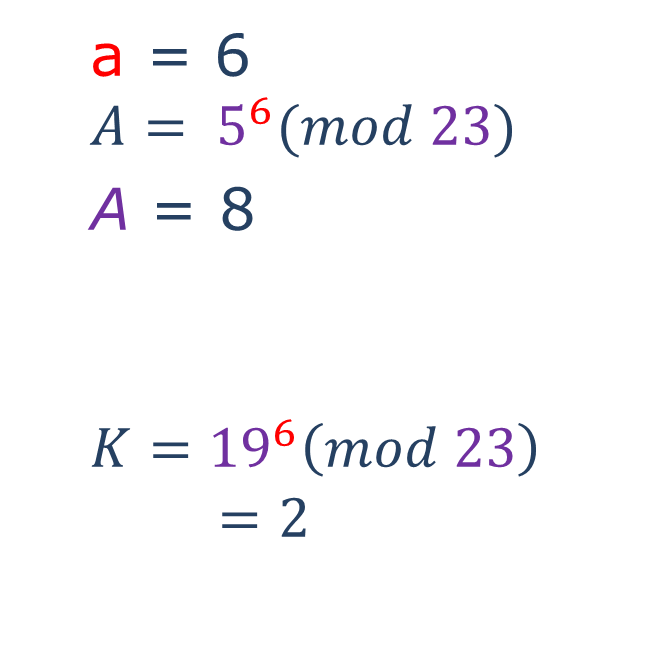 a = 6
A = 5⁶(mod 23)
A = 8
K = 19⁶(mod 23)
= 2